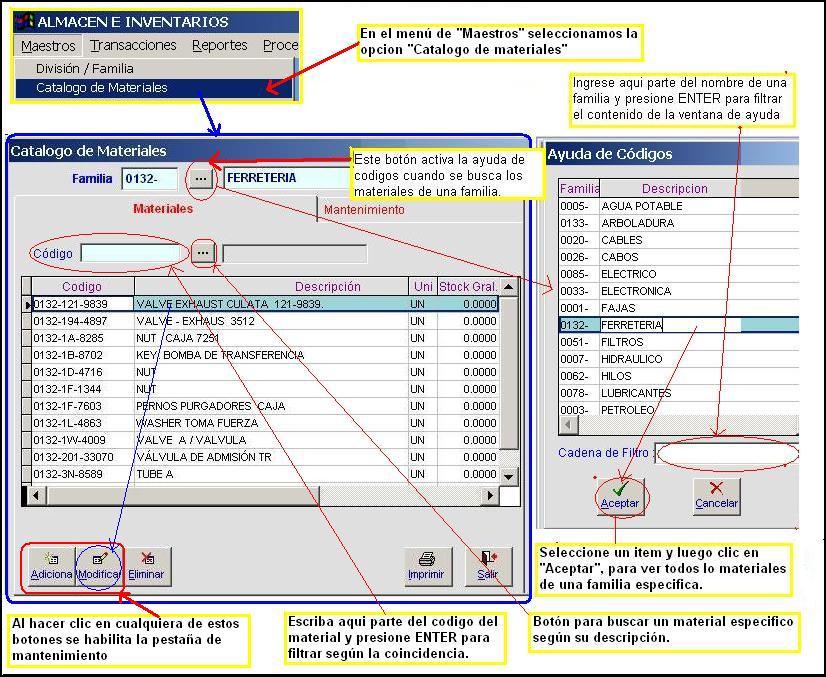 ALMACEN E INVENTARIOS
Maestros Transacciones Reportes Proce
División / Familia
Catalogo de Materiales
En el menú de "Maestros" seleccionamos la
opcion "Catalogo de materiales"
Ingrese aqui parte del nombre de una
familia y presione ENTER para filtrar
el contenido de la ventana de ayuda
Catalogo de Materiales
Familia 0132- ... FERRETERIA
Este botón activa la ayuda de
codigos cuando se busca los
materiales de una familia.
Materiales Mantenimiento
Código ...
Codigo Descripción Uni Stock Gral.
0132-121-9839 VALVE EXHAUST CULATA 121-9839. UN 0.0000
0132-194-4897 VALVE - EXHAUS 3512 UN 0.0000
0132-1A-8285 NUT CAJA 7251 UN 0.0000
0132-1B-8702 KEY. BOMBA DE TRANSFERENCIA UN 0.0000
0132-1D-4716 NUT UN 0.0000
0132-1F-1344 NUT UN 0.0000
0132-1F-7603 PERNOS PURGADORES CAJA UN 0.0000
0132-1L-4863 WASHER TOMA FUERZA UN 0.0000
0132-1W-4009 VALVE A / VALVULA UN 0.0000
0132-201-33070 VÁLVULA DE ADMISIÓN TR UN 0.0000
0132-3N-8589 TUBE A UN 0.0000
Adiciona Modificar Eliminar Imprimir Salir
Ayuda de Códigos
Familia Descripcion
0005- AGUA POTABLE
0133- ARBOLADURA
0020- CABLES
0026- CABOS
0085- ELECTRICO
0033- ELECTRONICA
0001- FAJAS
0132- FERRETERIA
0051- FILTROS
0007- HIDRAULICO
0062- HILOS
0078- LUBRICANTES
0003- PETROLEO
Cadena de Filtro :
Aceptar Cancelar
Seleccione un item y luego clic en
"Aceptar", para ver todos lo materiales
de una familia especifica.
Al hacer clic en cualquiera de estos
botones se habilita la pestaña de
mantenimiento
Escriba aqui parte del codigo del
material y presione ENTER para
filtrar según la coincidencia.
Botón para buscar un material especifico
según su descripción.